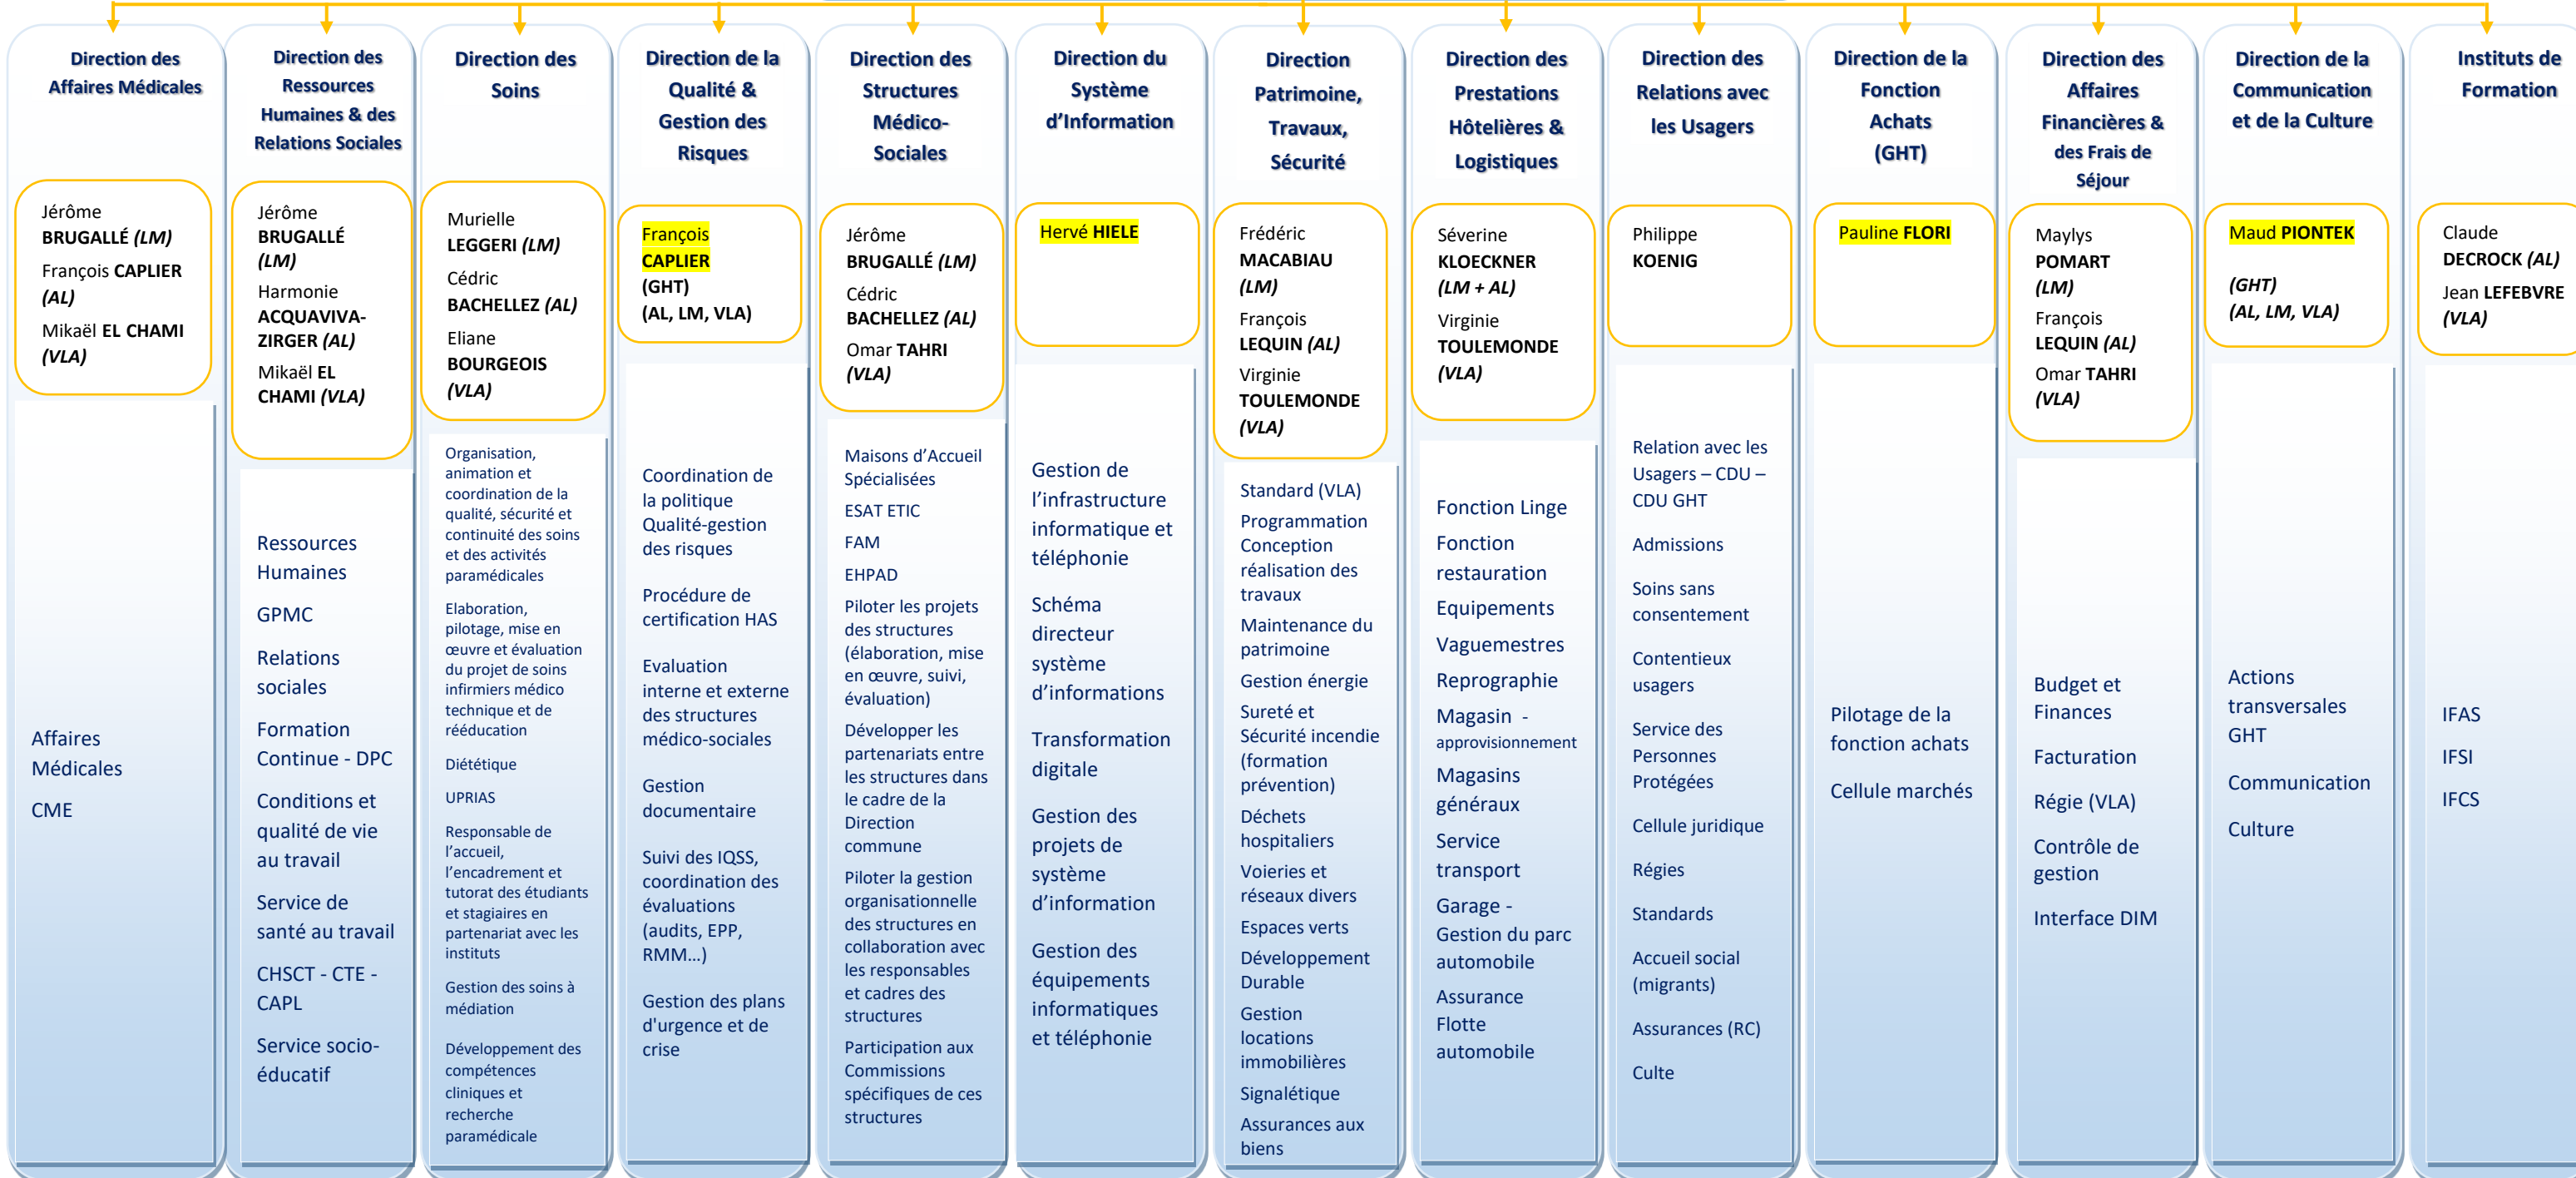 Direction des
Affaires Médicales
Jérôme
BRUGALLÉ (LM)
François CAPLIER
(AL)
Mikaël EL CHAMI
(VLA)
Affaires
Médicales
CME
Direction des
Ressources
Humaines & des
Relations Sociales
Jérôme
BRUGALLÉ
(LM)
Harmonie
ACQUAVIVA-
ZIRGER (AL)
Mikaël EL
CHAMI (VLA)
Ressources
Humaines
GPMC
Relations
sociales
Formation
Continue - DPC
Conditions et
qualité de vie
au travail
Service de
santé au travail
CHSCT - CTE -
CAPL
Service socio-
éducatif
Direction des
Soins
Murielle
LEGGERI (LM)
Cédric
BACHELLEZ (AL)
Eliane
BOURGEOIS
(VLA)
Organisation,
animation et
coordination de la
qualité, sécurité et
continuité des soins
et des activités
paramédicales
Elaboration,
pilotage, mise en
œuvre et évaluation
du projet de soins
infirmiers médico
technique et de
rééducation
Diététique
UPRIAS
Responsable de
l'accueil,
l'encadrement et
tutorat des étudiants
et stagiaires en
partenariat avec les
instituts
Gestion des soins à
médiation
Développement des
compétences
cliniques et
recherche
paramédicale
Direction de la
Qualité &
Gestion des
Risques
François
CAPLIER
(GHT)
(AL, LM, VLA)
Coordination de
la politique
Qualité-gestion
des risques
Procédure de
certification HAS
Evaluation
interne et externe
des structures
médico-sociales
Gestion
documentaire
Suivi des IQSS,
coordination des
évaluations
(audits, EPP,
RMM…)
Gestion des plans
d'urgence et de
crise
Direction des
Structures
Médico-
Sociales
Jérôme
BRUGALLÉ (LM)
Cédric
BACHELLEZ (AL)
Omar TAHRI
(VLA)
Maisons d'Accueil
Spécialisées
ESAT ETIC
FAM
EHPAD
Piloter les projets
des structures
(élaboration, mise
en œuvre, suivi,
évaluation)
Développer les
partenariats entre
les structures dans
le cadre de la
Direction
commune
Piloter la gestion
organisationnelle
des structures en
collaboration avec
les responsables
et cadres des
structures
Participation aux
Commissions
spécifiques de ces
structures
Direction du
Système
d'Information
Hervé HIELE
Gestion de
l'infrastructure
informatique et
téléphonie
Schéma
directeur
système
d'informations
Transformation
digitale
Gestion des
projets de
système
d'information
Gestion des
équipements
informatiques
et téléphonie
Direction
Patrimoine,
Travaux,
Sécurité
Frédéric
MACABIAU
(LM)
François
LEQUIN (AL)
Virginie
TOULEMONDE
(VLA)
Standard (VLA)
Programmation
Conception
réalisation des
travaux
Maintenance du
patrimoine
Gestion énergie
Sureté et
Sécurité incendie
(formation
prévention)
Déchets
hospitaliers
Voieries et
réseaux divers
Espaces verts
Développement
Durable
Gestion
locations
immobilières
Signalétique
Assurances aux
biens
Direction des
Prestations
Hôtelières &
Logistiques
Séverine
KLOECKNER
(LM + AL)
Virginie
TOULEMONDE
(VLA)
Fonction Linge
Fonction
restauration
Equipements
Vaguemestres
Reprographie
Magasin -
approvisionnement
Magasins
généraux
Service
transport
Garage -
Gestion du parc
automobile
Assurance
Flotte
automobile
Direction des
Relations avec
les Usagers
Philippe
KOENIG
Relation avec les
Usagers – CDU –
CDU GHT
Admissions
Soins sans
consentement
Contentieux
usagers
Service des
Personnes
Protégées
Cellule juridique
Régies
Standards
Accueil social
(migrants)
Assurances (RC)
Culte
Direction de la
Fonction
Achats
(GHT)
Pauline FLORI
Pilotage de la
fonction achats
Cellule marchés
Direction des
Affaires
Financières &
des Frais de
Séjour
Maylys
POMART
(LM)
François
LEQUIN (AL)
Omar TAHRI
(VLA)
Budget et
Finances
Facturation
Régie (VLA)
Contrôle de
gestion
Interface DIM
Direction de la
Communication
et de la Culture
Maud PIONTEK
(GHT)
(AL, LM, VLA)
Actions
transversales
GHT
Communication
Culture
Instituts de
Formation
Claude
DECROCK (AL)
Jean LEFEBVRE
(VLA)
IFAS
IFSI
IFCS